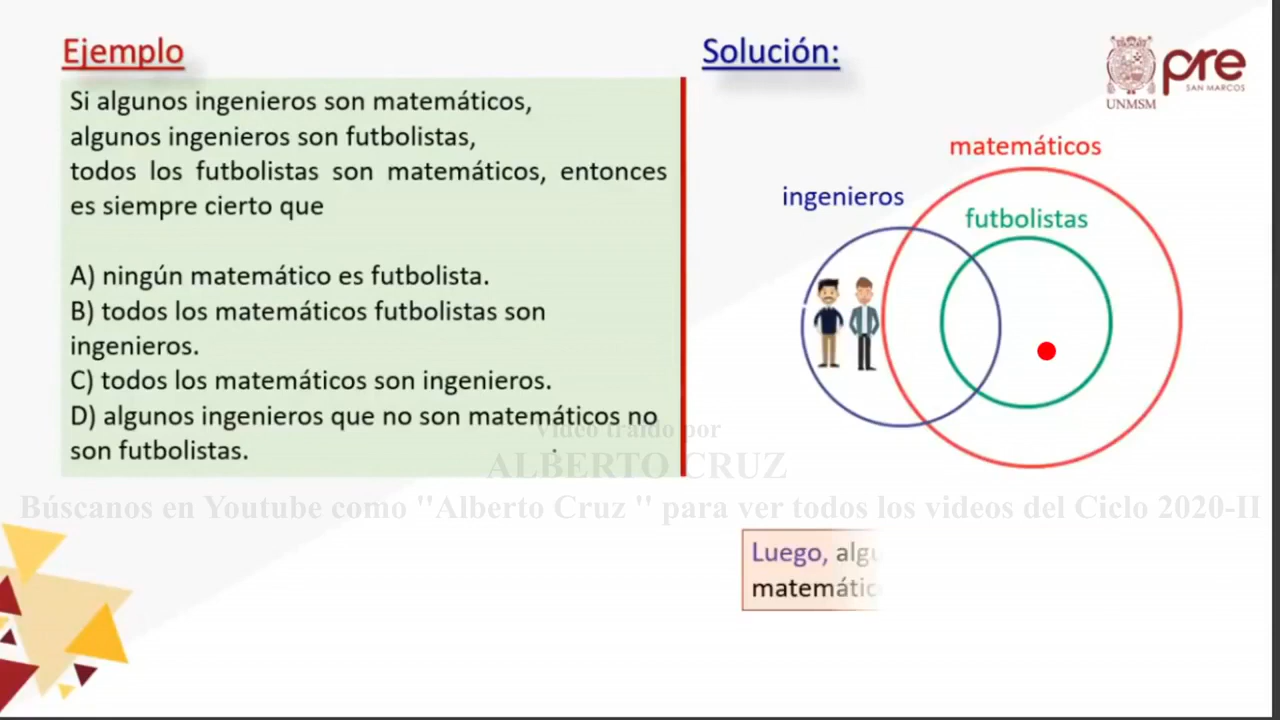 Ejemplo
Si algunos ingenieros son matemáticos,
algunos ingenieros son futbolistas,
todos los futbolistas son matemáticos, entonces
es siempre cierto que
A) ningún matemático es futbolista.
B) todos los matemáticos futbolistas son
ingenieros.
C) todos los matemáticos son ingenieros.
D) algunos ingenieros que no son matemáticos no
son futbolistas.
Solución:
UNMSM
pre
SAN MARCOS
matemáticos
ingenieros
futbolistas
Video traído por
ALBERTO CRUZ
Búscanos en Youtube como "Alberto Cruz " para ver todos los videos del Ciclo 2020-II
Luego,